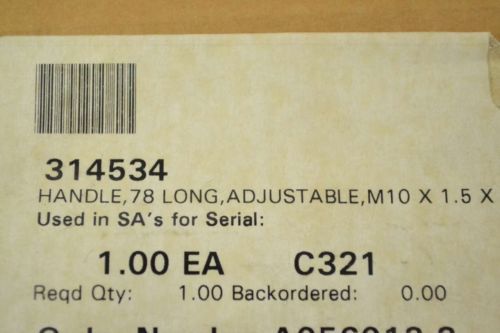 314534
HANDLE,78 LONG,ADJUSTABLE,M10 X 1.5 X
Used in SA's for Serial:
1.00 EA C321
Reqd Qty: 1.00 Backordered: 0.00